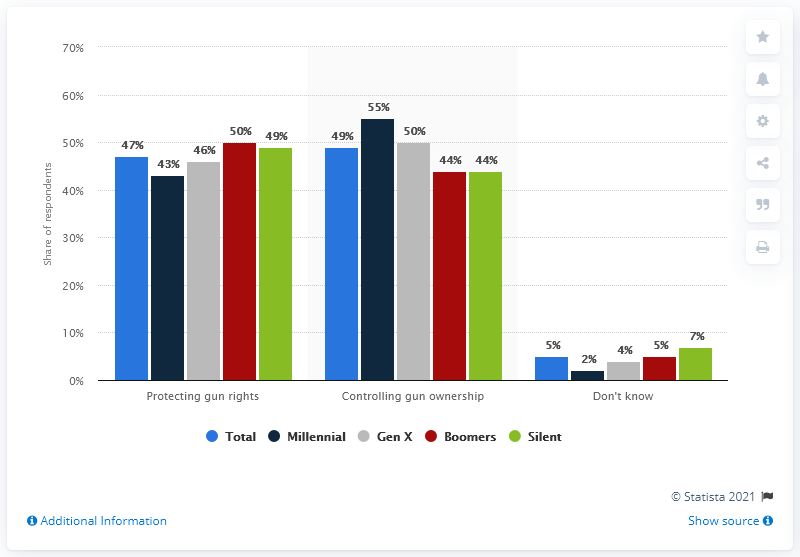 70%
60%
50%
40%
30%
20%
10%
0%
Share of respondents
47%
43%
46%
50%
49%
49%
55%
50%
44%
44%
5%
2%
4%
5%
7%
Protecting gun rights
Controlling gun ownership
Don't know
Total
Millennial
Gen X
Boomers
Silent
© Statista 2021
Additional Information
Show source